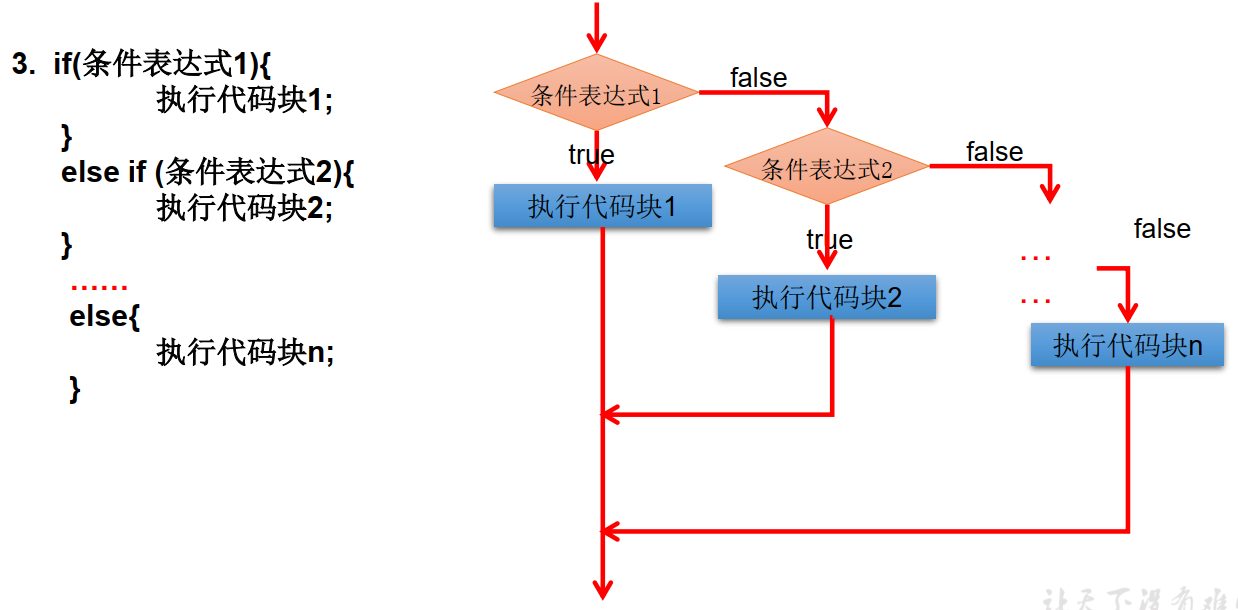 3. if(条件表达式1){
执行代码块1;
}
else if (条件表达式2){
执行代码块2;
}
……
else{
执行代码块n;
}
条件表达式1
false
true
执行代码块1
条件表达式2
false
true
执行代码块2
…
…
false
执行代码块n
让天下没有难